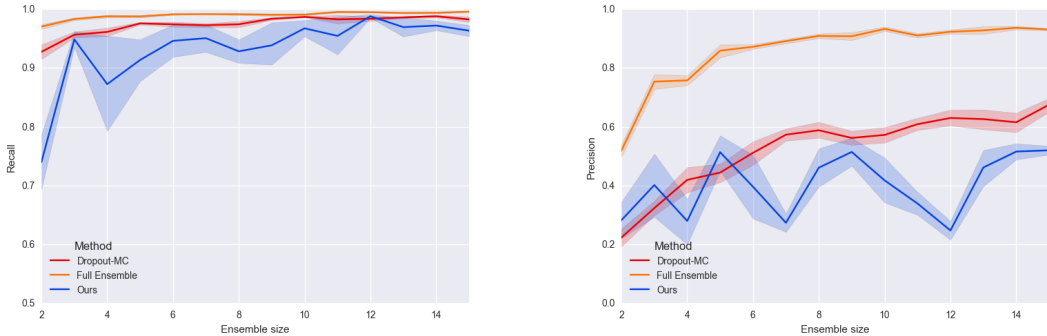 1.0
0.9
0.8
0.7
0.6
0.5
Recall
Method
Dropout-MC
Full Ensemble
Ours
2 4 6 8 10 12 14
Ensemble size
1.0
0.8
0.6
0.4
0.2
0.0
Precision
Method
Dropout-MC
Full Ensemble
Ours
2 4 6 8 10 12 14
Ensemble size